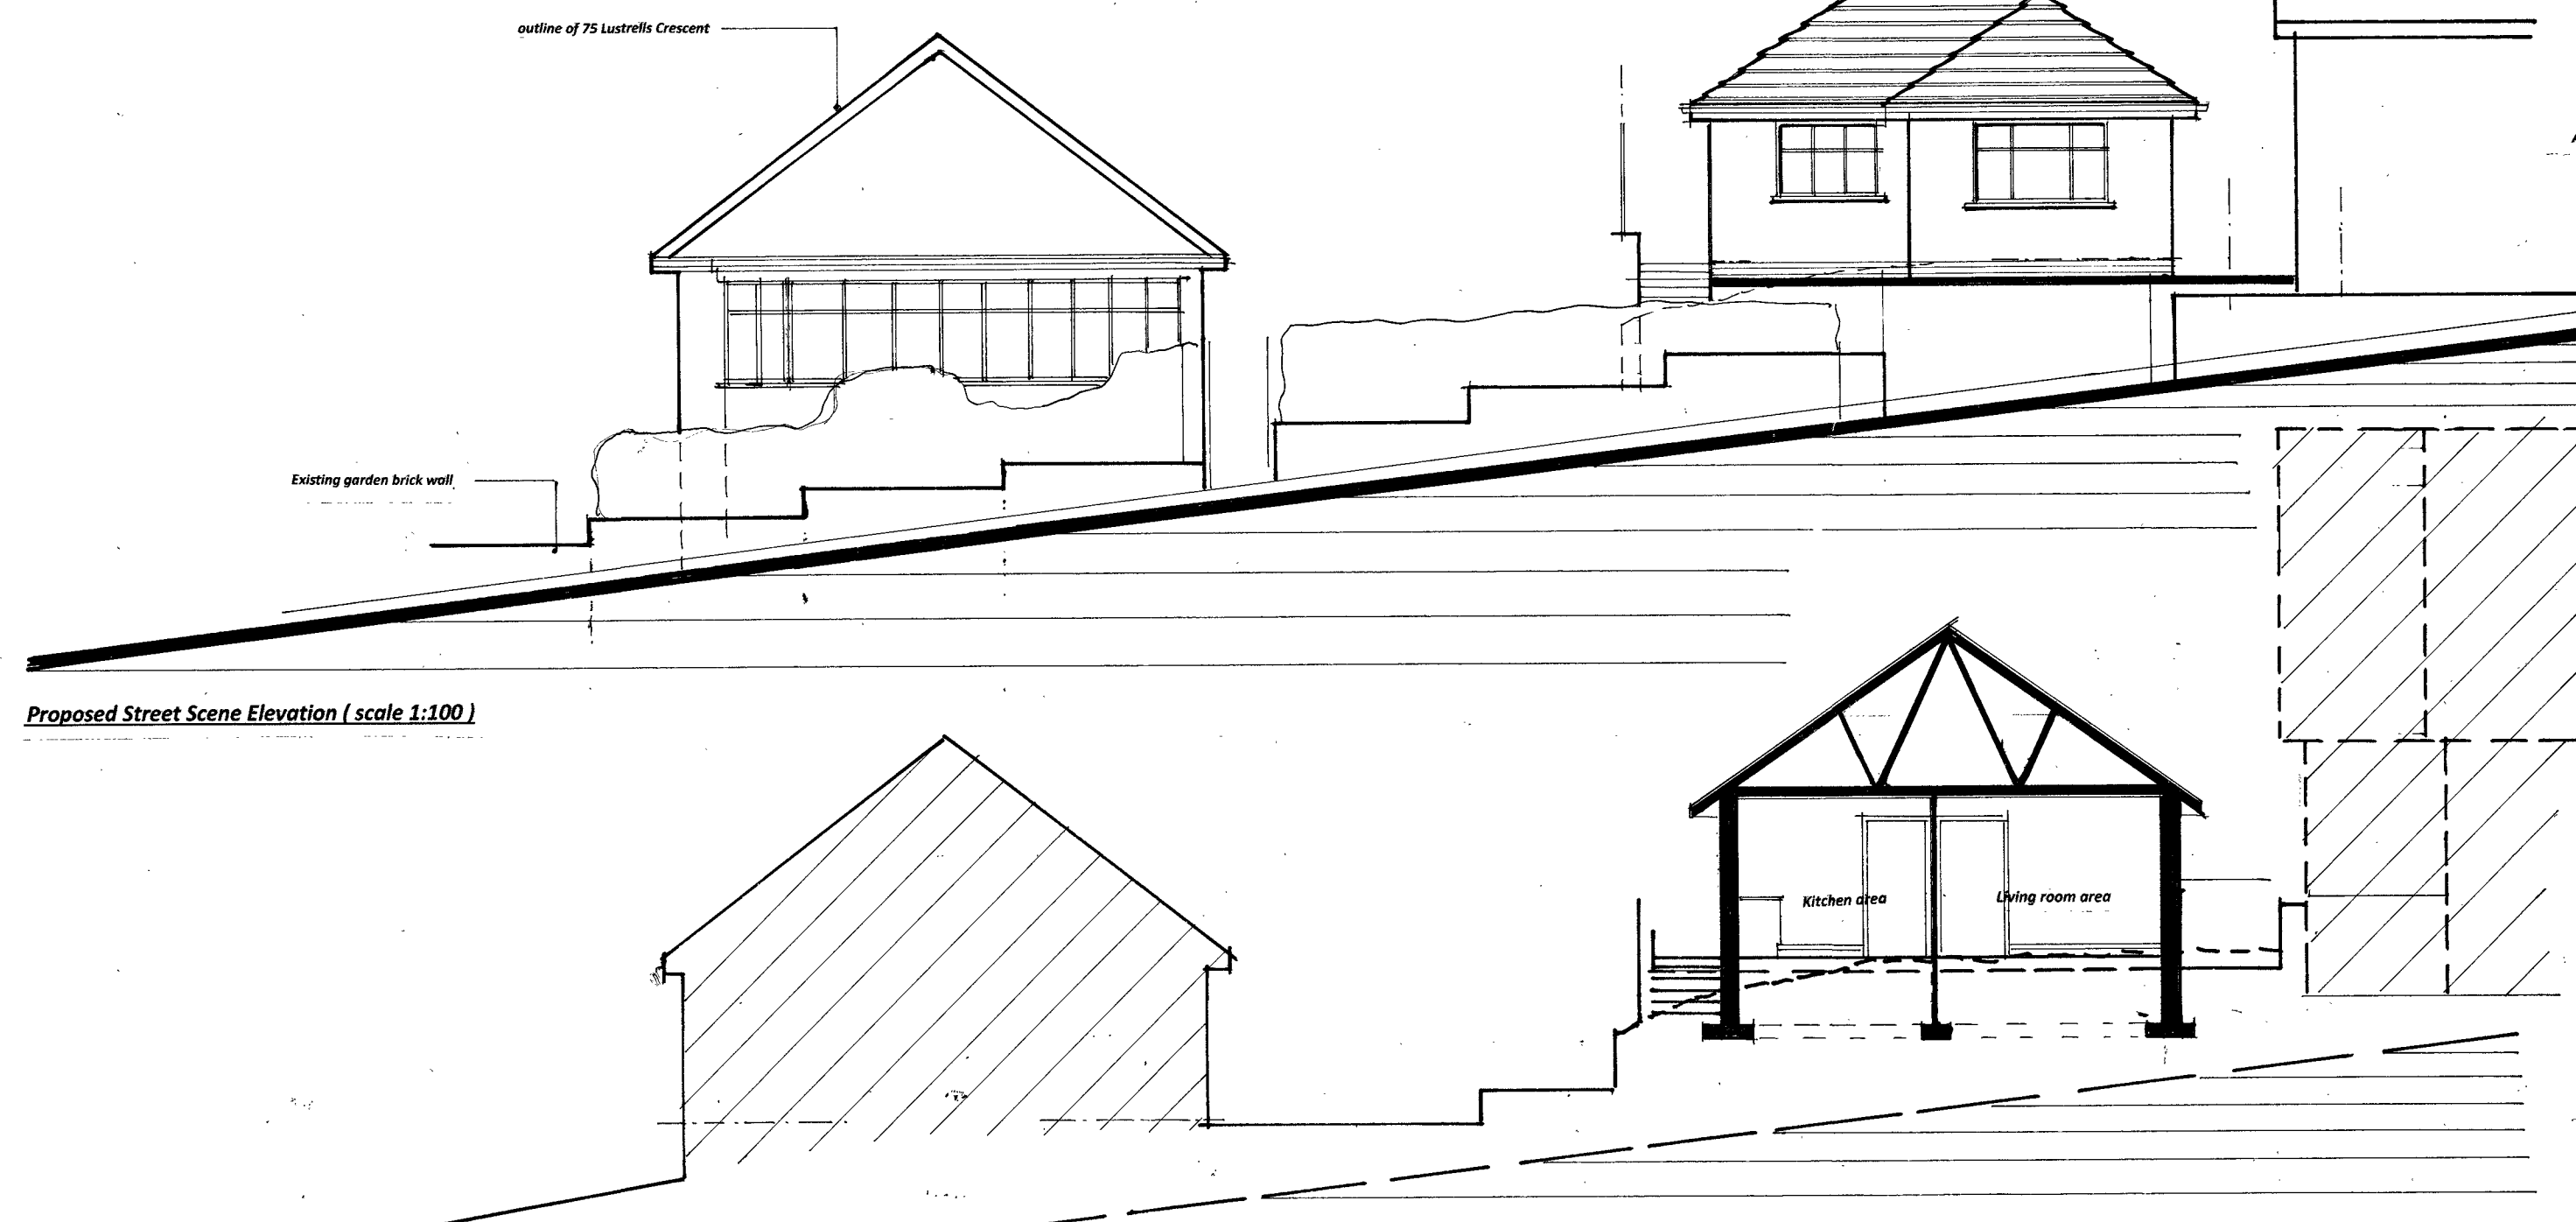 outline of 75 Lustrells Crescent
Existing garden brick wall
Proposed Street Scene Elevation ( scale 1:100 )
Kitchen area
Living room area